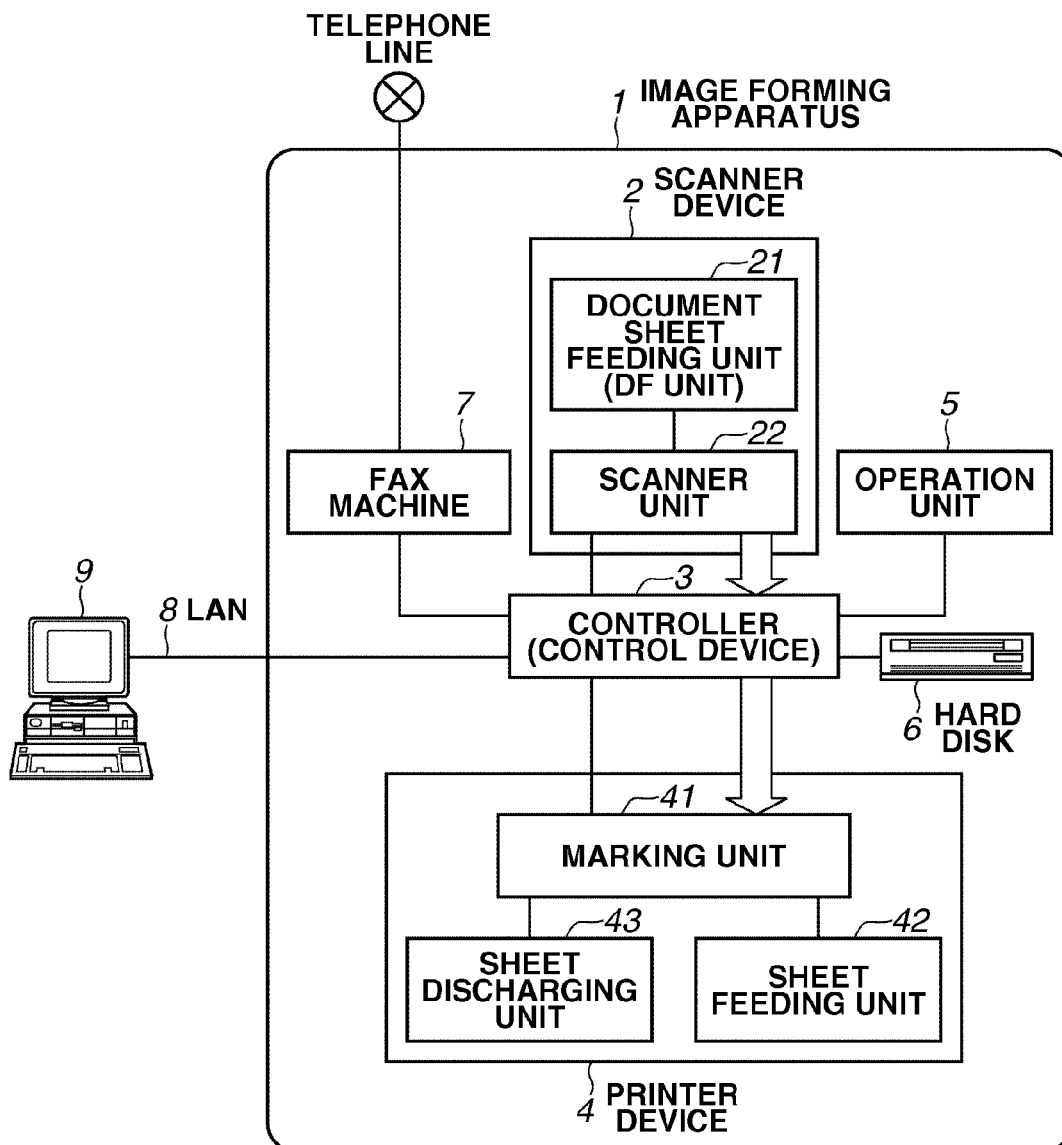 TELEPHONE
LINE
1 IMAGE FORMING
APPARATUS
2 SCANNER
DEVICE
21
DOCUMENT
SHEET
FEEDING UNIT
(DF UNIT)
7
5
22
FAX
MACHINE
SCANNER
UNIT
OPERATION
UNIT
9
8 LAN
3
CONTROLLER
(CONTROL DEVICE)
6 HARD
DISK
41
MARKING UNIT
43
42
SHEET
DISCHARGING
UNIT
SHEET
FEEDING UNIT
4 PRINTER
DEVICE